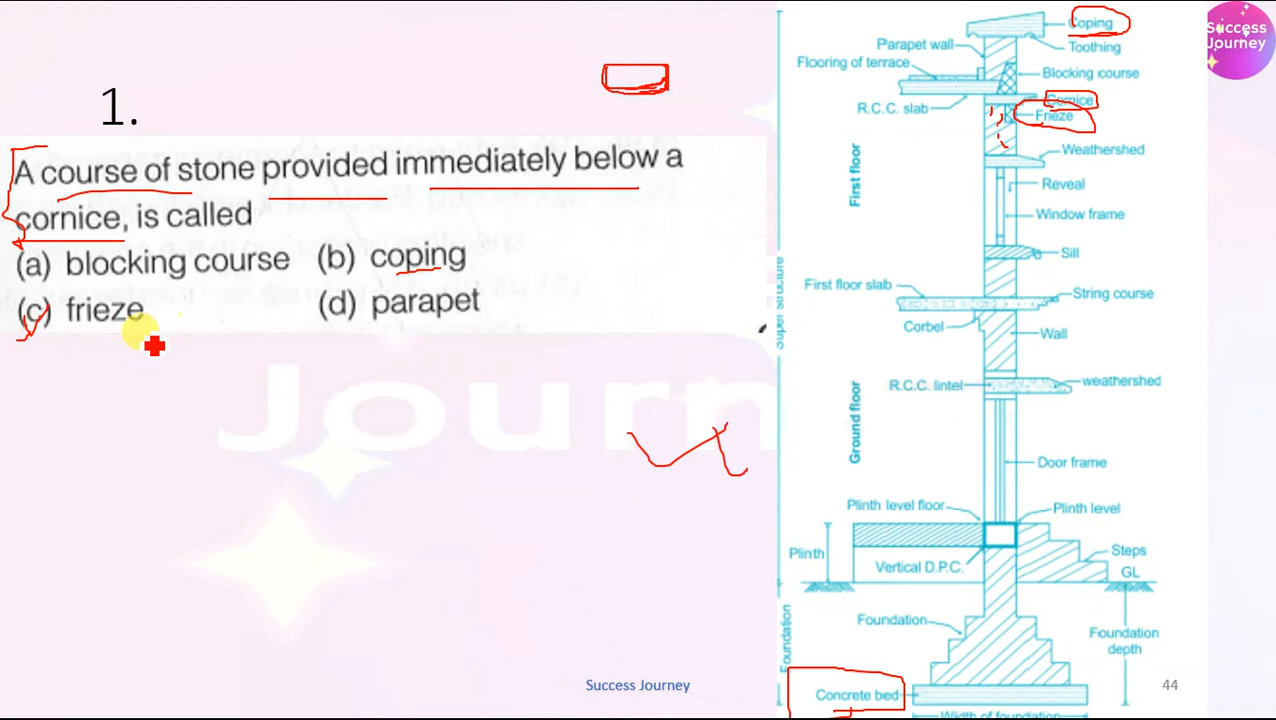 Success
Journey
1.
A course of stone provided immediately below a
cornice, is called
(a) blocking course (b) coping
(c) frieze (d) parapet
Journ
Success Journey
44
Coping
Parapet wall
Toothing
Flooring of terrace
Blocking course
Cornice
R.C.C. slab
Frieze
Weathershed
First floor
Reveal
Window frame
Sill
Super structure
First floor slab
String course
Corbel
Wall
R.C.C. lintel
weathershed
Ground floor
Door frame
Plinth level floor
Plinth level
Plinth
Steps
Vertical D.P.C.
GL
Foundation
Foundation
Foundation
depth
Concrete bed
Width of foundation